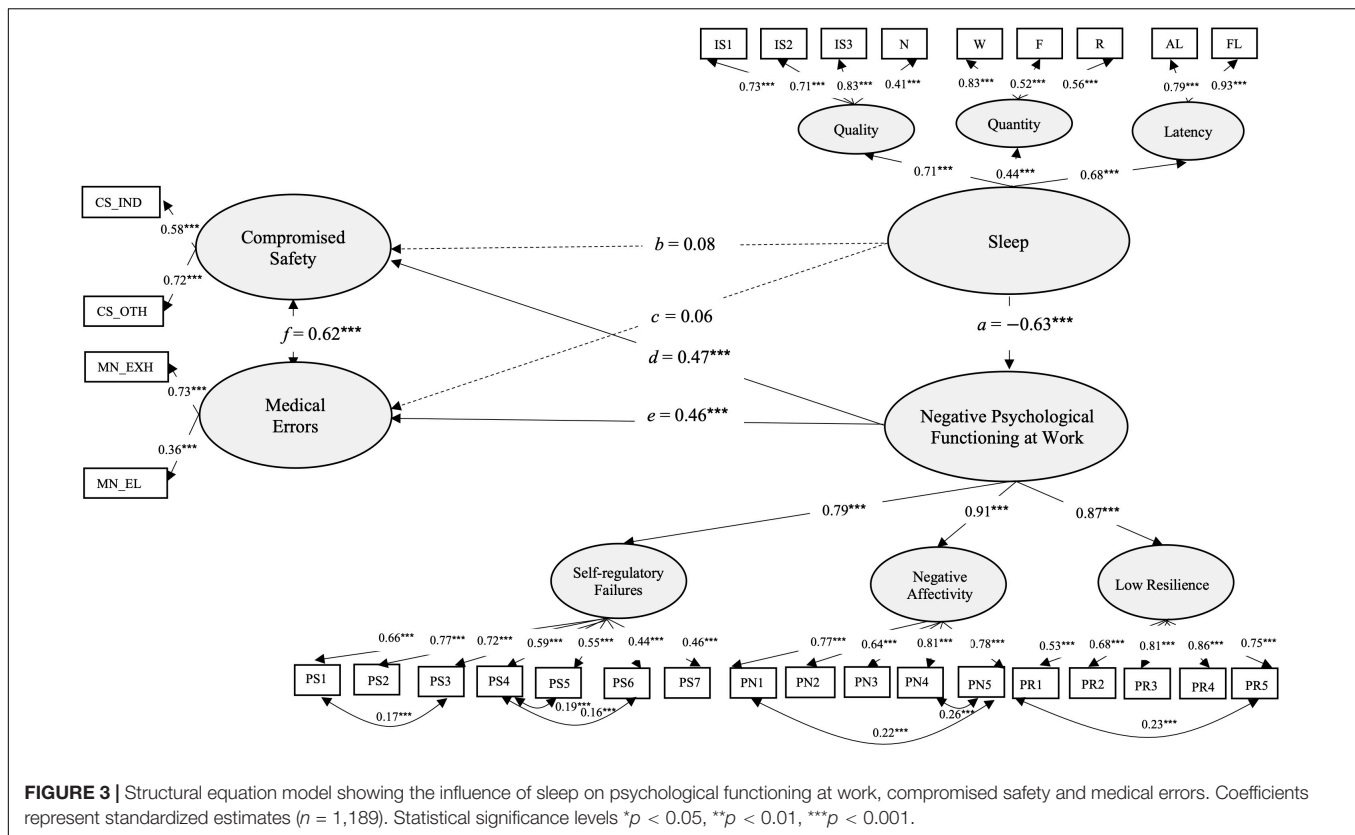 IS1 IS2 IS3 N W F R AL FL
0.73*** 0.71*** 0.83*** 0.41*** 0.83*** 0.52*** 0.56*** 0.79*** 0.93***
Quality Quantity Latency
0.71*** 0.44*** 0.68***
CS_IND
0.58***
Compromised
Safety
0.72***
CS_OTH
b = 0.08
Sleep
c = 0.06
a = −0.63***
f = 0.62***
d = 0.47***
MN_EXH
0.73***
Medical
Errors
e = 0.46***
Negative Psychological
Functioning at Work
0.36***
MN_EL
0.79*** 0.91*** 0.87***
Self-regulatory
Failures
Negative
Affectivity
Low Resilience
0.66*** 0.77*** 0.72*** 0.59*** 0.55*** 0.44*** 0.46*** 0.77*** 0.64*** 0.81*** 0.78*** 0.53*** 0.68*** 0.81*** 0.86*** 0.75***
PS1 PS2 PS3 PS4 PS5 PS6 PS7 PN1 PN2 PN3 PN4 PN5 PR1 PR2 PR3 PR4 PR5
0.17*** 0.19*** 0.16*** 0.22*** 0.26*** 0.23***
FIGURE 3 | Structural equation model showing the influence of sleep on psychological functioning at work, compromised safety and medical errors. Coefficients
represent standardized estimates (n = 1,189). Statistical significance levels *p < 0.05, **p < 0.01, ***p < 0.001.